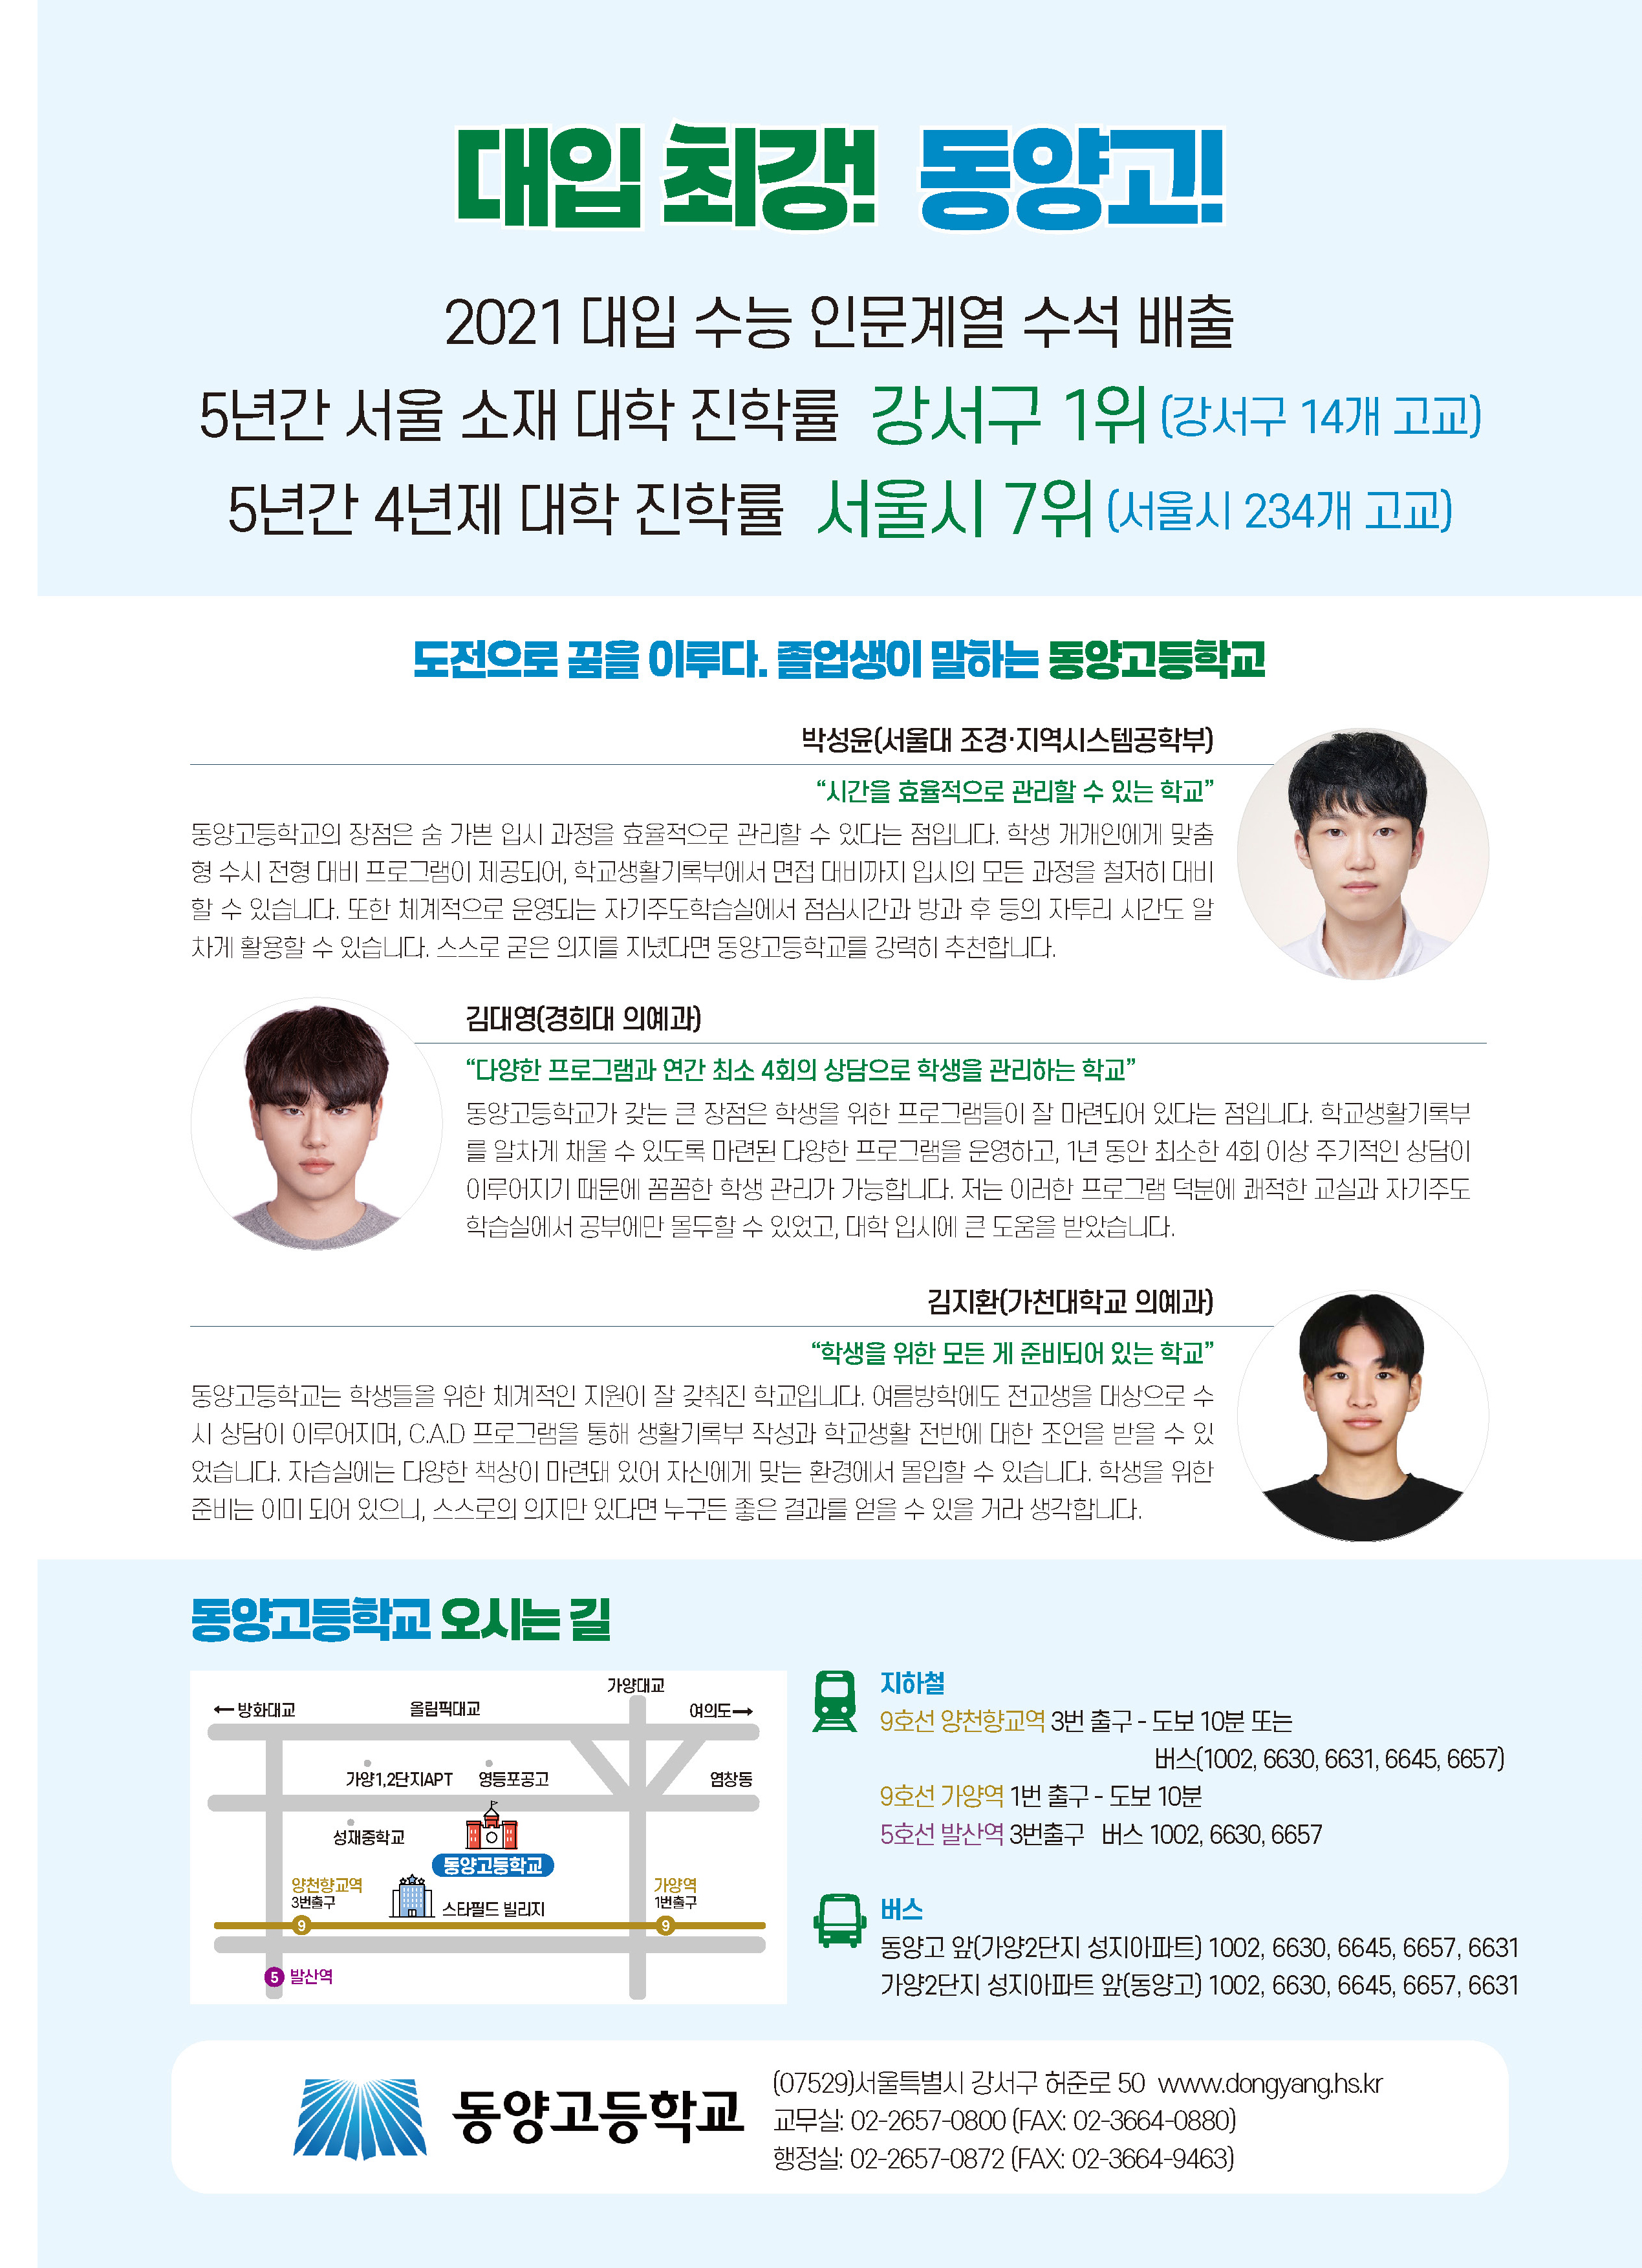 대입 최강! 동양고!
2021 대입 수능 인문계열 수석 배출
5년간 서울 소재 대학 진학률 강서구 1위 (강서구 14개 고교)
5년간 4년제 대학 진학률 서울시 7위 (서울시 234개 고교)
도전으로 꿈을 이루다. 졸업생이 말하는 동양고등학교
박성윤(서울대 조경·지역시스템공학부)
“시간을 효율적으로 관리할 수 있는 학교”
동양고등학교의 장점은 숨 가쁜 입시 과정을 효율적으로 관리할 수 있다는 점입니다. 학생 개개인에게 맞춤
형 수시 전형 대비 프로그램이 제공되어, 학교생활기록부에서 면접 대비까지 입시의 모든 과정을 철저히 대비
할 수 있습니다. 또한 체계적으로 운영되는 자기주도학습실에서 점심시간과 방과 후 등의 자투리 시간도 알
차게 활용할 수 있습니다. 스스로 굳은 의지를 지녔다면 동양고등학교를 강력히 추천합니다.
김대영(경희대 의예과)
“다양한 프로그램과 연간 최소 4회의 상담으로 학생을 관리하는 학교”
동양고등학교가 갖는 큰 장점은 학생을 위한 프로그램들이 잘 마련되어 있다는 점입니다. 학교생활기록부
를 알차게 채울 수 있도록 마련된 다양한 프로그램을 운영하고, 1년 동안 최소한 4회 이상 주기적인 상담이
이루어지기 때문에 꼼꼼한 학생 관리가 가능합니다. 저는 이러한 프로그램 덕분에 쾌적한 교실과 자기주도
학습실에서 공부에만 몰두할 수 있었고, 대학 입시에 큰 도움을 받았습니다.
김지환(가천대학교 의예과)
“학생을 위한 모든 게 준비되어 있는 학교”
동양고등학교는 학생들을 위한 체계적인 지원이 잘 갖춰진 학교입니다. 여름방학에도 전교생을 대상으로 수
시 상담이 이루어지며, C.A.D 프로그램을 통해 생활기록부 작성과 학교생활 전반에 대한 조언을 받을 수 있
었습니다. 자습실에는 다양한 책상이 마련돼 있어 자신에게 맞는 환경에서 몰입할 수 있습니다. 학생을 위한
준비는 이미 되어 있으니, 스스로의 의지만 있다면 누구든 좋은 결과를 얻을 수 있을 거라 생각합니다.
동양고등학교 오시는 길
가양대교
← 방화대교 올림픽대교 여의도→
가양1,2단지APT 영등포공고 염창동
성재중학교
동양고등학교
양천향교역
3번출구
스타필드 빌리지
가양역
1번출구
9 9
5 발산역
지하철
9호선 양천향교역 3번 출구 - 도보 10분 또는
버스(1002, 6630, 6631, 6645, 6657)
9호선 가양역 1번 출구 - 도보 10분
5호선 발산역 3번출구 버스 1002, 6630, 6657
버스
동양고 앞(가양2단지 성지아파트) 1002, 6630, 6645, 6657, 6631
가양2단지 성지아파트 앞(동양고) 1002, 6630, 6645, 6657, 6631
동양고등학교
(07529)서울특별시 강서구 허준로 50 www.dongyang.hs.kr
교무실: 02-2657-0800 (FAX: 02-3664-0880)
행정실: 02-2657-0872 (FAX: 02-3664-9463)